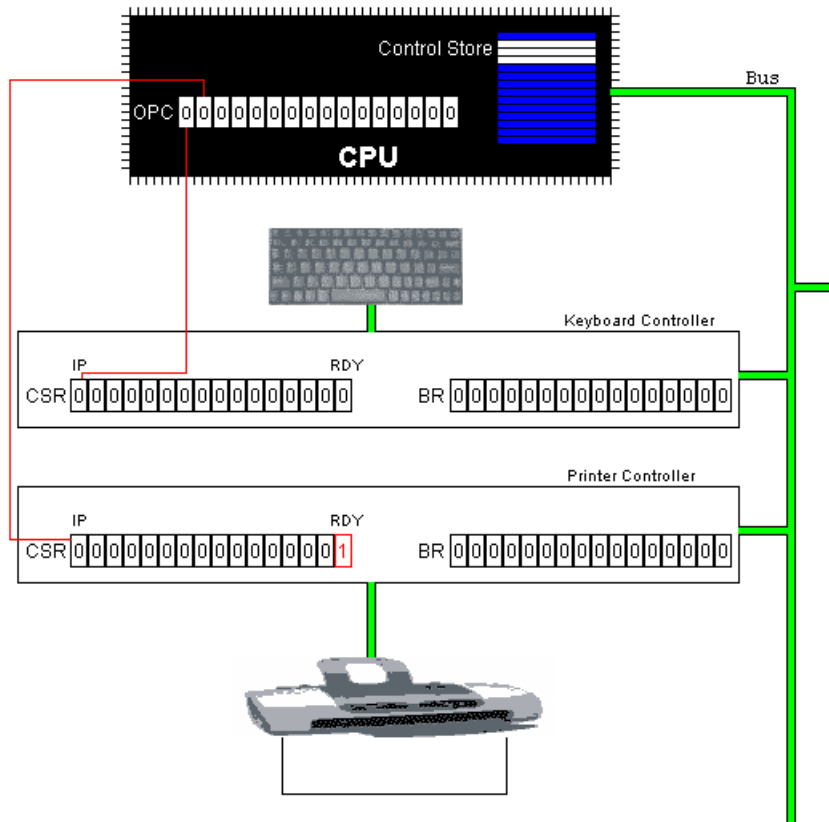 Control Store
Bus
OPC 0 0 0 0 0 0 0 0 0 0 0 0 0 0 0 0
CPU
Keyboard Controller
IP RDY
CSR 0 0 0 0 0 0 0 0 0 0 0 0 0 0 0 0 BR 0 0 0 0 0 0 0 0 0 0 0 0 0 0 0 0
Printer Controller
IP RDY
CSR 0 0 0 0 0 0 0 0 0 0 0 0 0 0 0 1 BR 0 0 0 0 0 0 0 0 0 0 0 0 0 0 0 0